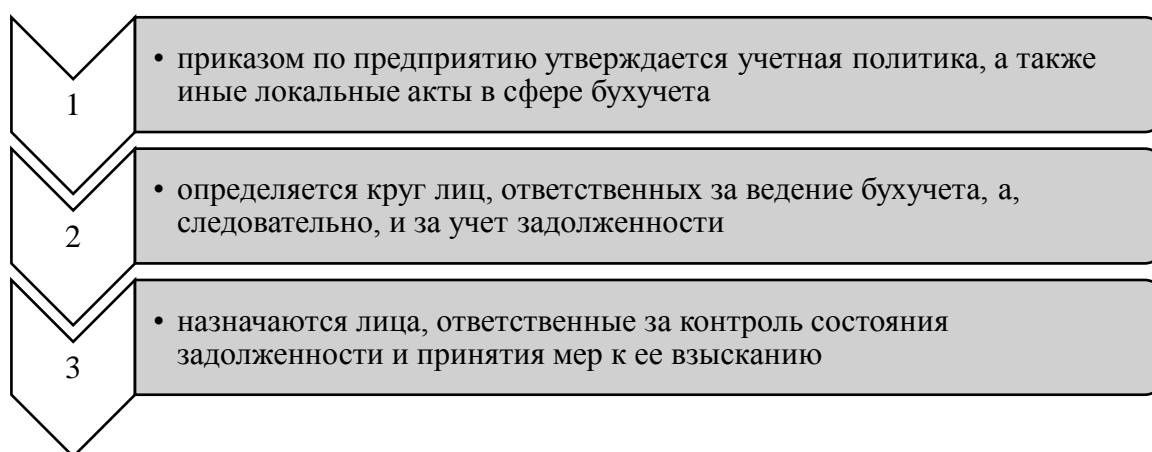 1
• приказом по предприятию утверждается учетная политика, а также
иные локальные акты в сфере бухучета
2
• определяется круг лиц, ответственных за ведение бухучета, а,
следовательно, и за учет задолженности
3
• назначаются лица, ответственные за контроль состояния
задолженности и принятия мер к ее взысканию